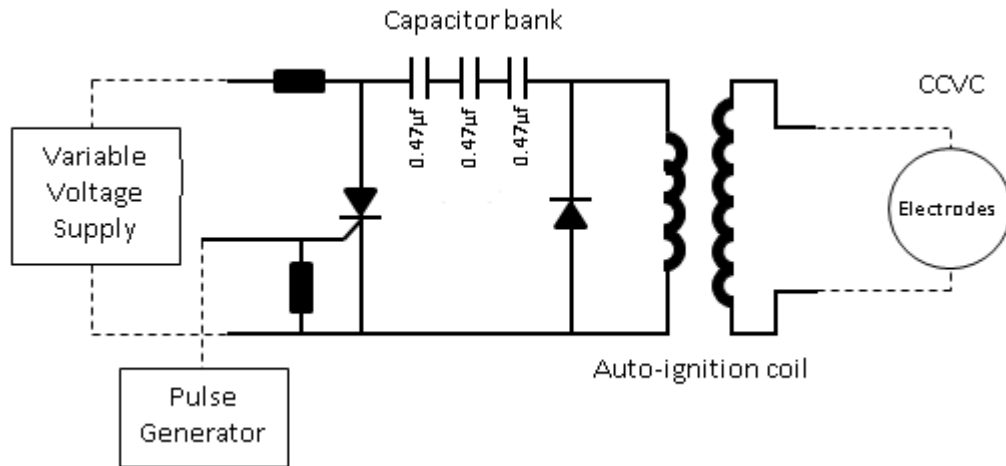 Capacitor bank
CCVC
0.47µf
0.47µf
0.47µf
Variable
Voltage
Supply
Electrodes
Auto-ignition coil
Pulse
Generator